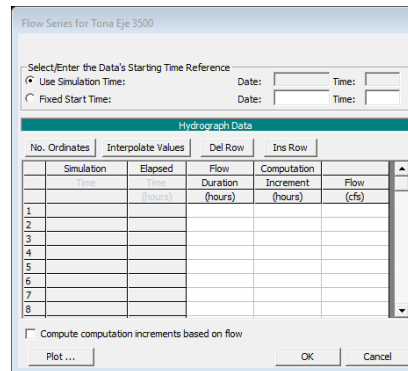 Flow Series for Tona Eje 3500
Select/Enter the Data's Starting Time Reference
Use Simulation Time: Date: Time:
Fixed Start Time: Date: Time:
Hydrograph Data
No. Ordinates Interpolate Values Del Row Ins Row
Simulation Elapsed Flow Computation
Time Time Duration Increment Flow
(hours) (hours) (hours) (cfs)
1
2
3
4
5
6
7
8
Compute computation increments based on flow
Plot ... OK Cancel